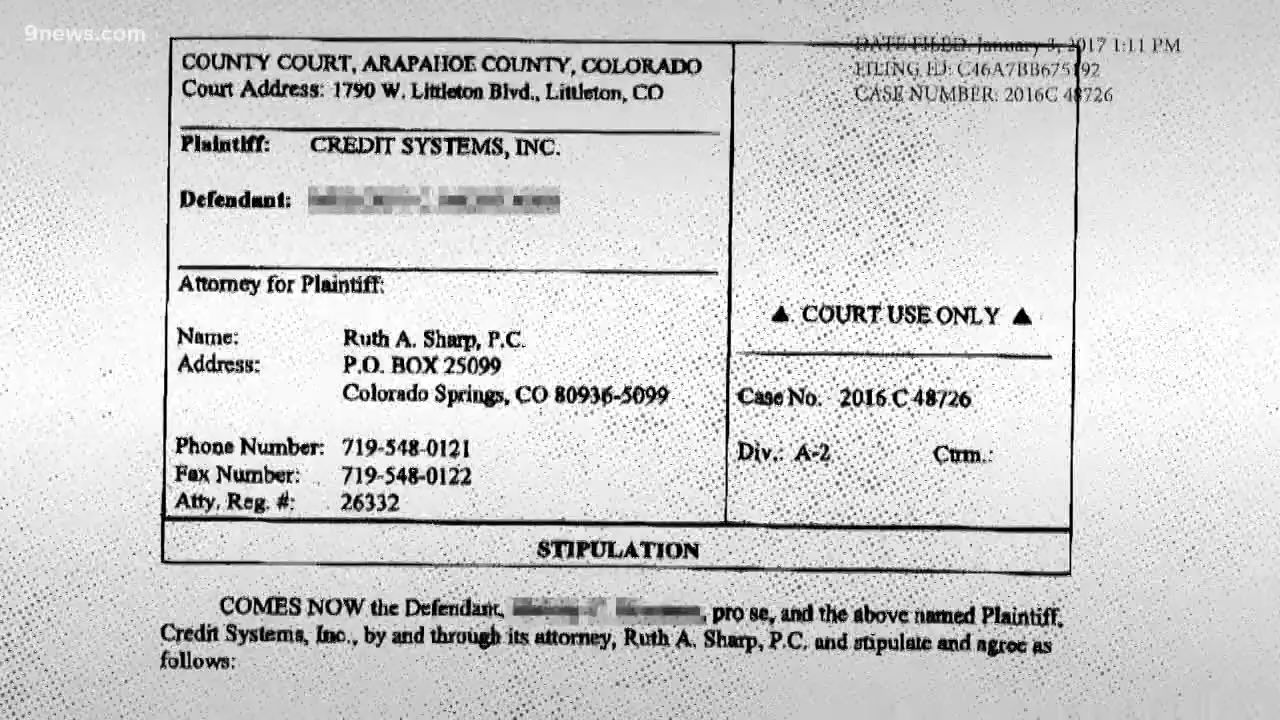 9news.com
DATE FILED: January 3, 2017 1:11 PM
FILING ID: C46A7BB675192
CASE NUMBER: 2016C 48726
COUNTY COURT, ARAPAHOE COUNTY, COLORADO
Court Address: 1790 W. Littleton Blvd., Littleton, CO
Plaintiff: CREDIT SYSTEMS, INC.
Defendant:
Attorney for Plaintiff:
Name: Ruth A. Sharp, P.C.
Address: P.O. BOX 25099
Colorado Springs, CO 80936-5099
Phone Number: 719-548-0121
Fax Number: 719-548-0122
Atty. Reg. #: 26332
▲ COURT USE ONLY ▲
Case No. 2016 C 48726
Div.: A-2 Ctrm.:
STIPULATION
COMES NOW the Defendant, , pro se, and the above named Plaintiff,
Credit Systems, Inc., by and through its attorney, Ruth A. Sharp, P.C. and stipulate and agree as
follows: